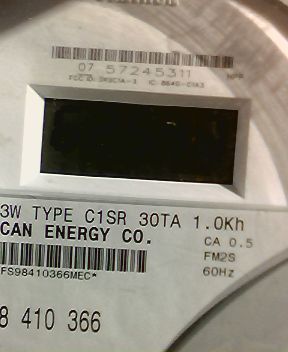 07 57245311
3W TYPE C1SR 30TA 1.0Kh
CAN ENERGY CO.
CA 0.5
FM2S
60Hz
FS98410366MEC*
8 410 366